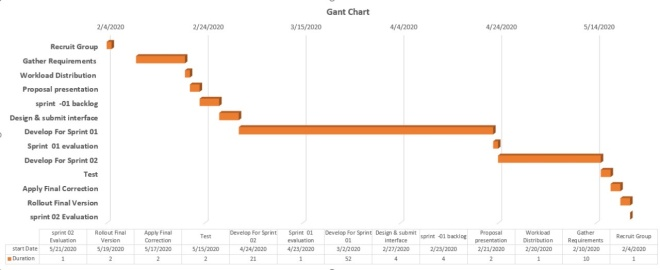 Gant Chart
2/4/2020 2/24/2020 3/15/2020 4/4/2020 4/24/2020 5/14/2020
Recruit Group
Gather Requirements
Workload Distribution
Proposal presentation
sprint -01 backlog
Design & submit interface
Develop For Sprint 01
Sprint 01 evaluation
Develop For Sprint 02
Test
Apply Final Correction
Rollout Final Version
sprint 02 Evaluation
sprint 02 Rollout Final Apply Final Test Develop For Sprint Sprint 01 Develop For Sprint Design & submit sprint -01 backlog Proposal Workload Gather Recruit Group
Evaluation Version Correction 02 evaluation 01 interface presentation Distribution Requirements
start Date 5/21/2020 5/19/2020 5/17/2020 5/15/2020 4/24/2020 4/23/2020 5/2/2020 2/27/2020 2/23/2020 2/21/2020 2/20/2020 2/10/2020 2/4/2020
Duration 1 2 2 2 21 1 52 4 4 2 1 10 1